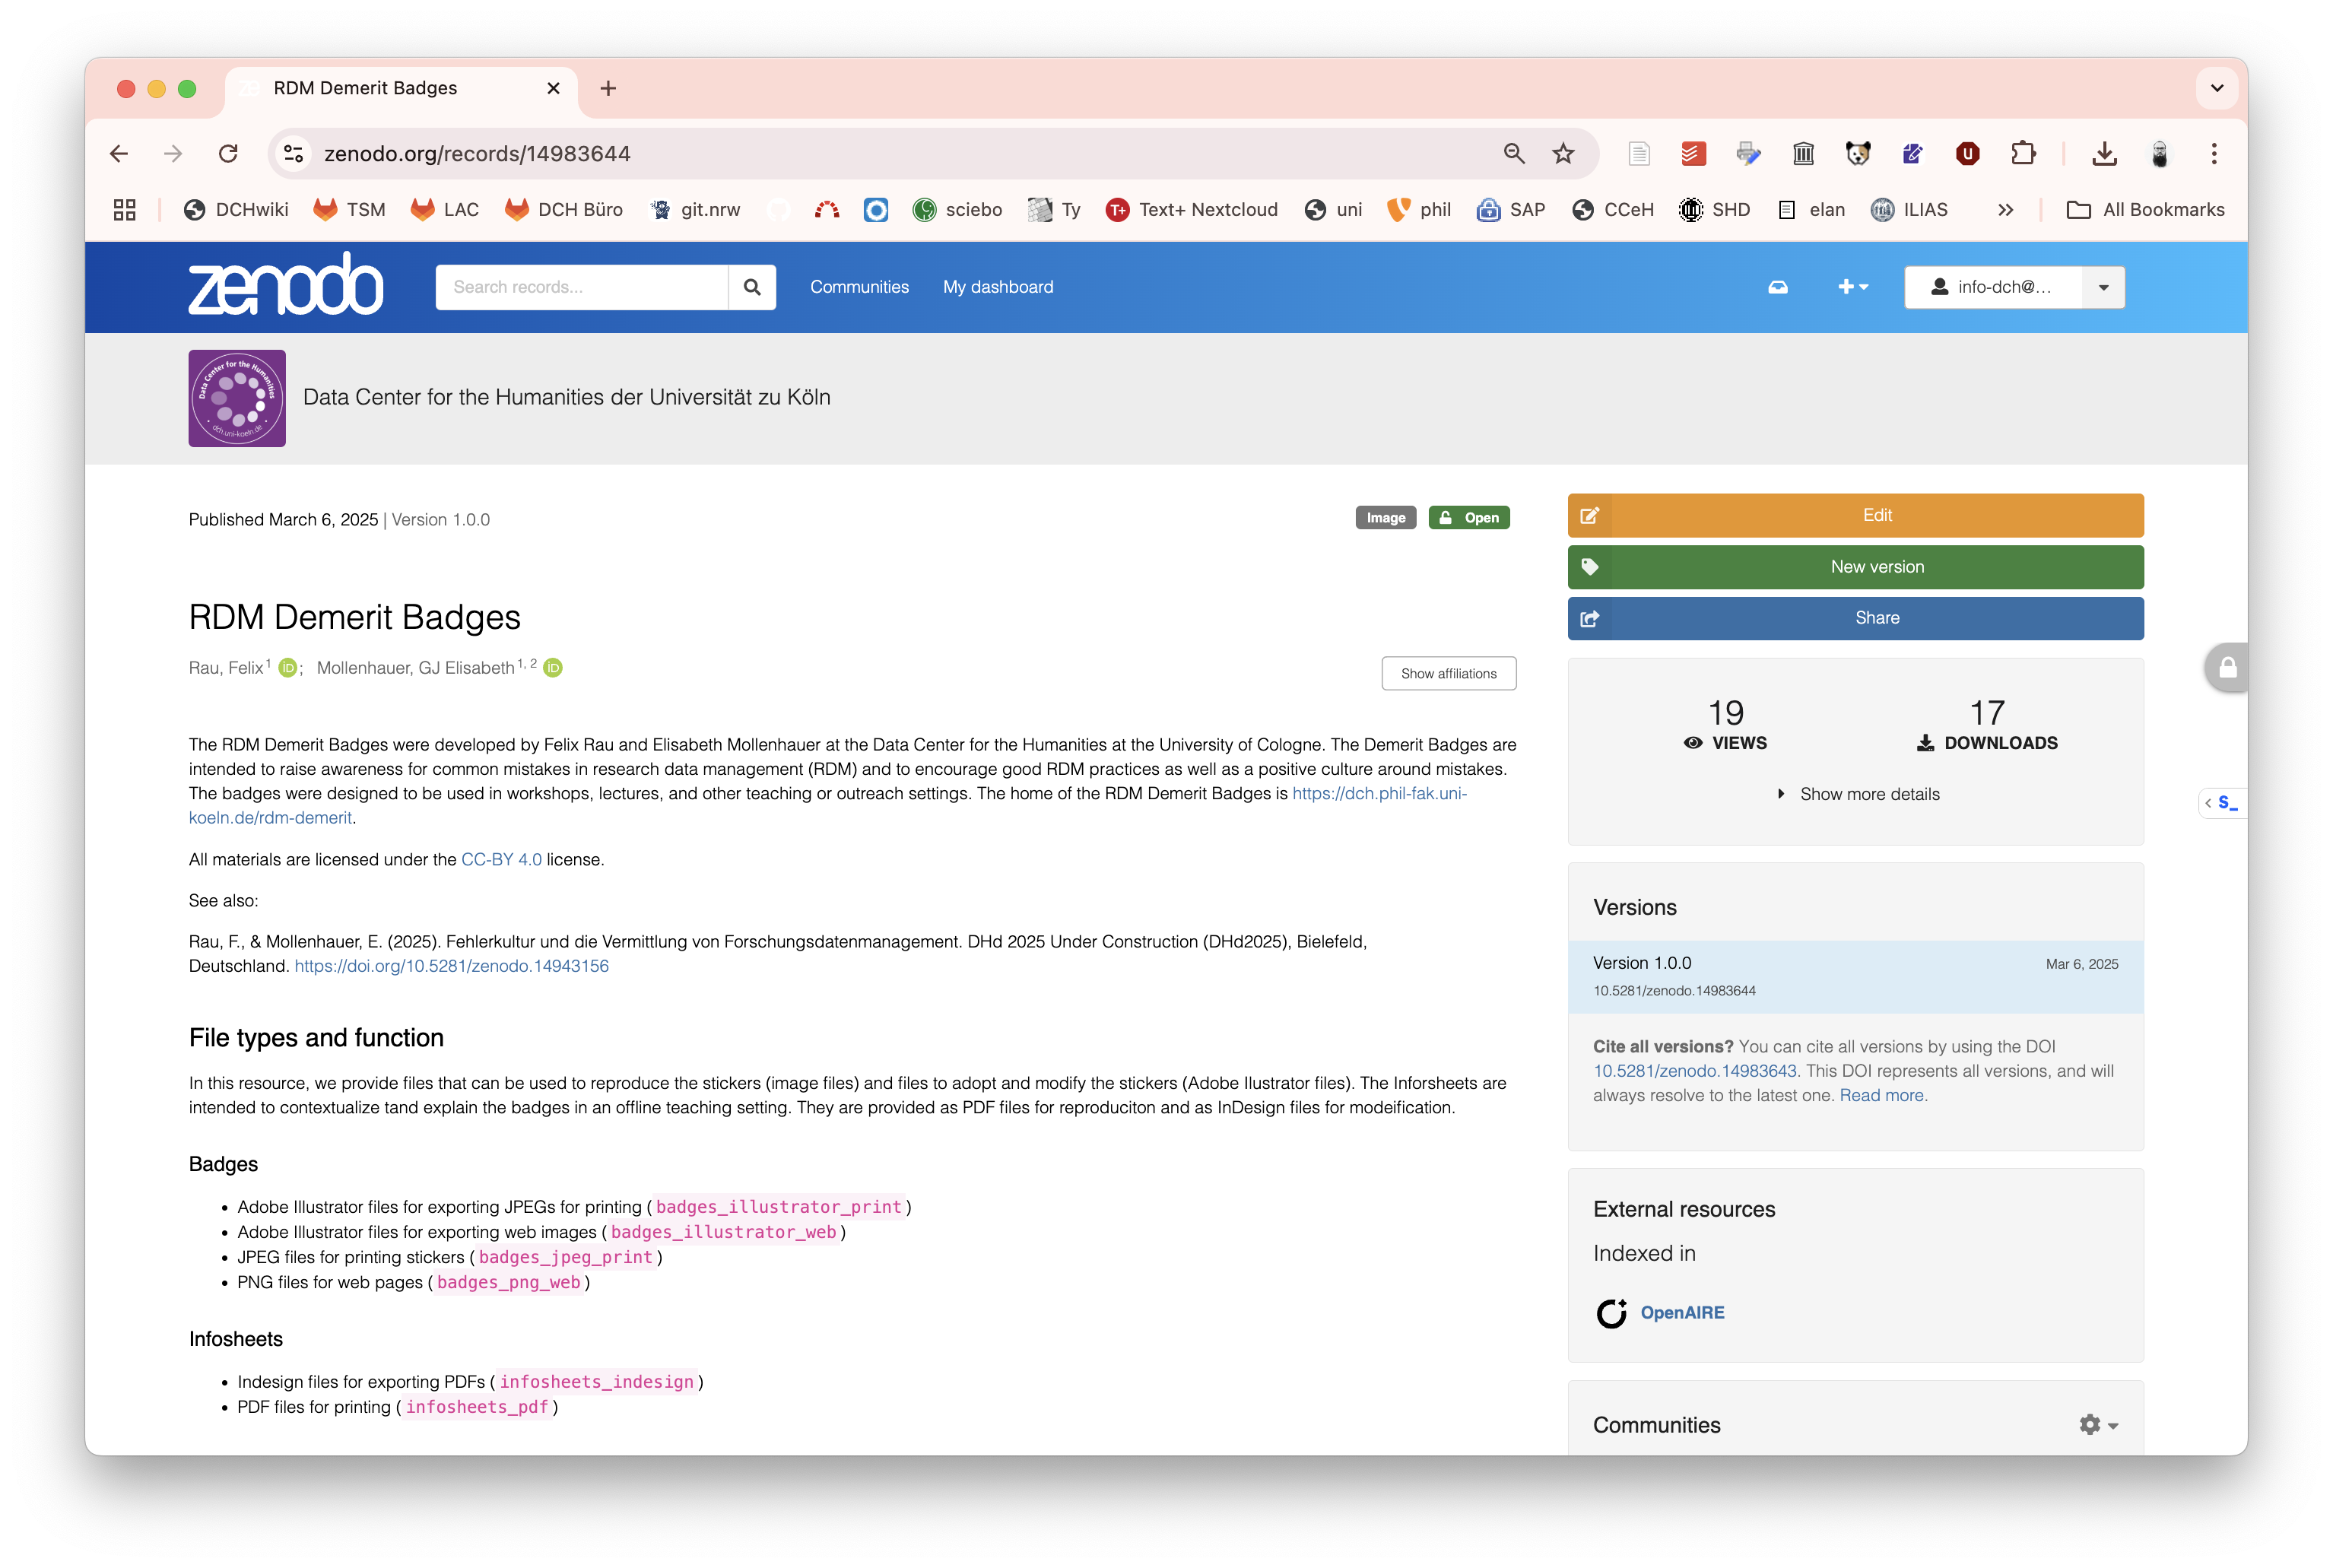 RDM Demerit Badges
zenodo.org/records/14983644
DCHwiki TSM LAC DCH Büro git.nrw sciebo Ty T+ Text+ Nextcloud uni phil SAP CCeH SHD elan ILIAS » All Bookmarks
zenodo Search records... Communities My dashboard info-dch@...
Data Center for the Humanities
dch.uni-koeln.de
Data Center for the Humanities der Universität zu Köln
Published March 6, 2025 | Version 1.0.0
Image Open
RDM Demerit Badges
Rau, Felix 1 iD; Mollenhauer, GJ Elisabeth 1, 2 iD
Show affiliations
The RDM Demerit Badges were developed by Felix Rau and Elisabeth Mollenhauer at the Data Center for the Humanities at the University of Cologne. The Demerit Badges are
intended to raise awareness for common mistakes in research data management (RDM) and to encourage good RDM practices as well as a positive culture around mistakes.
The badges were designed to be used in workshops, lectures, and other teaching or outreach settings. The home of the RDM Demerit Badges is https://dch.phil-fak.uni-
koeln.de/rdm-demerit.
All materials are licensed under the CC-BY 4.0 license.
See also:
Rau, F., & Mollenhauer, E. (2025). Fehlerkultur und die Vermittlung von Forschungsdatenmanagement. DHd 2025 Under Construction (DHd2025), Bielefeld,
Deutschland. https://doi.org/10.5281/zenodo.14943156
File types and function
In this resource, we provide files that can be used to reproduce the stickers (image files) and files to adopt and modify the stickers (Adobe Ilustrator files). The Inforsheets are
intended to contextualize tand explain the badges in an offline teaching setting. They are provided as PDF files for reproduciton and as InDesign files for modeification.
Badges
• Adobe Illustrator files for exporting JPEGs for printing ( badges_illustrator_print )
• Adobe Illustrator files for exporting web images ( badges_illustrator_web )
• JPEG files for printing stickers ( badges_jpeg_print )
• PNG files for web pages ( badges_png_web )
Infosheets
• Indesign files for exporting PDFs ( infosheets_indesign )
• PDF files for printing ( infosheets_pdf )
Edit
New version
Share
19 17
VIEWS DOWNLOADS
Show more details
S_
Versions
Version 1.0.0 Mar 6, 2025
10.5281/zenodo.14983644
Cite all versions? You can cite all versions by using the DOI
10.5281/zenodo.14983643. This DOI represents all versions, and will
always resolve to the latest one. Read more.
External resources
Indexed in
OpenAIRE
Communities